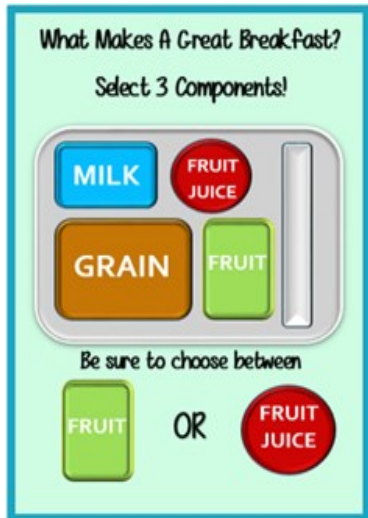 What Makes A Great Breakfast?
Select 3 Components!
MILK
FRUIT
JUICE
GRAIN
FRUIT
Be sure to choose between
FRUIT
OR
FRUIT
JUICE